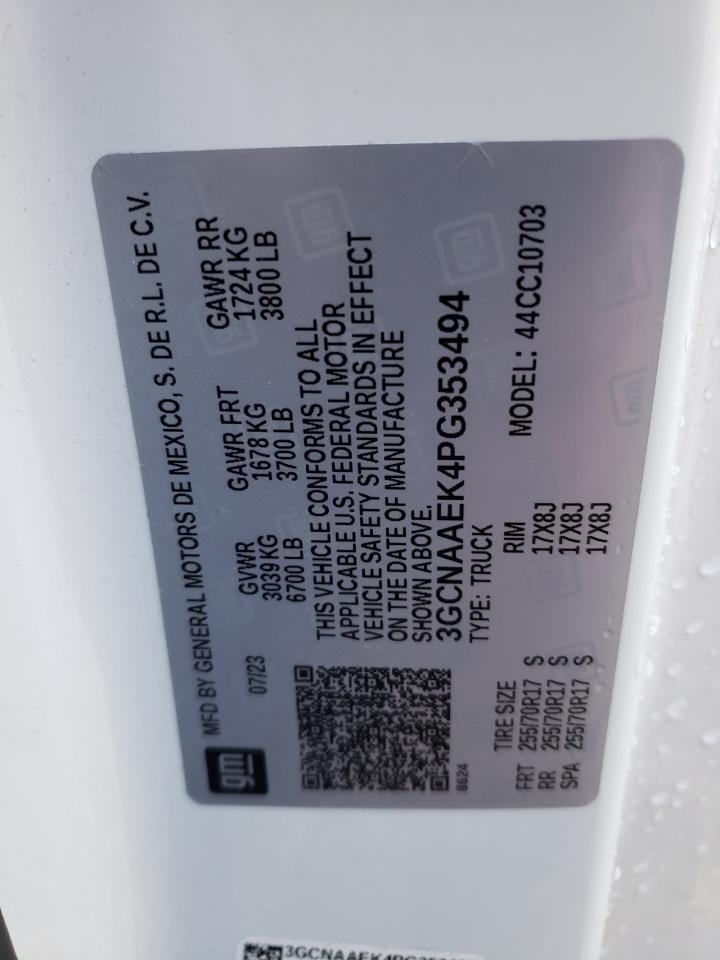 gm
MFD BY GENERAL MOTORS DE MEXICO, S. DE R.L. DE C.V.
07/23
GVWR GAWR FRT GAWR RR
3039 KG 1678 KG 1724 KG
6700 LB 3700 LB 3800 LB
THIS VEHICLE CONFORMS TO ALL
APPLICABLE U.S. FEDERAL MOTOR
VEHICLE SAFETY STANDARDS IN EFFECT
ON THE DATE OF MANUFACTURE
SHOWN ABOVE.
3GCNAAEK4PG353494
TYPE: TRUCK MODEL: 44CC10703
8624
TIRE SIZE RIM
FRT 255/70R17 S 17X8J
RR 255/70R17 S 17X8J
SPA 255/70R17 S 17X8J